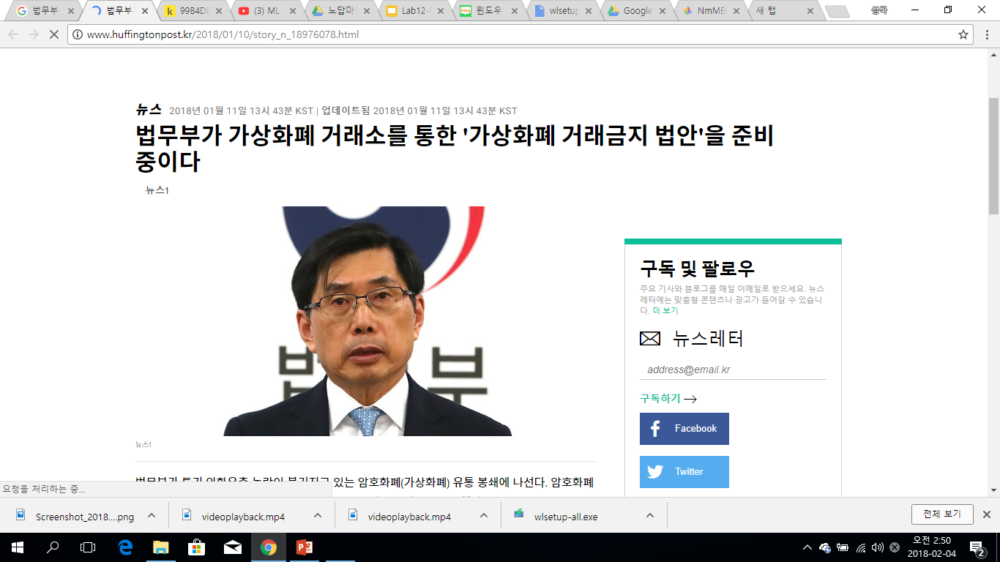 법무부
법무부
99B4D8
(3) ML
노답마
Lab12-
윈도우
wlsetup
Google
NmME
새 탭
성국
www.huffingtonpost.kr/2018/01/10/story_n_18976078.html
뉴스 2018년 01월 11일 13시 43분 KST | 업데이트됨 2018년 01월 11일 13시 43분 KST
법무부가 가상화폐 거래소를 통한 '가상화폐 거래금지 법안'을 준비
중이다
뉴스1
부
구독 및 팔로우
주요 기사와 블로그를 매일 이메일로 받으세요. 뉴스
레터에는 맞춤형 콘텐츠나 광고가 들어갈 수 있습니
다. 더 보기
뉴스레터
address@email.kr
구독하기
Facebook
Twitter
뉴스1
있는 암호화폐(가상화폐) 유통 봉쇄에 나선다. 암호화폐
요청을 처리하는 중...
Screenshot_2018....png
videoplayback.mp4
videoplayback.mp4
wlsetup-all.exe
전체 보기
오전 2:50
2018-02-04
2